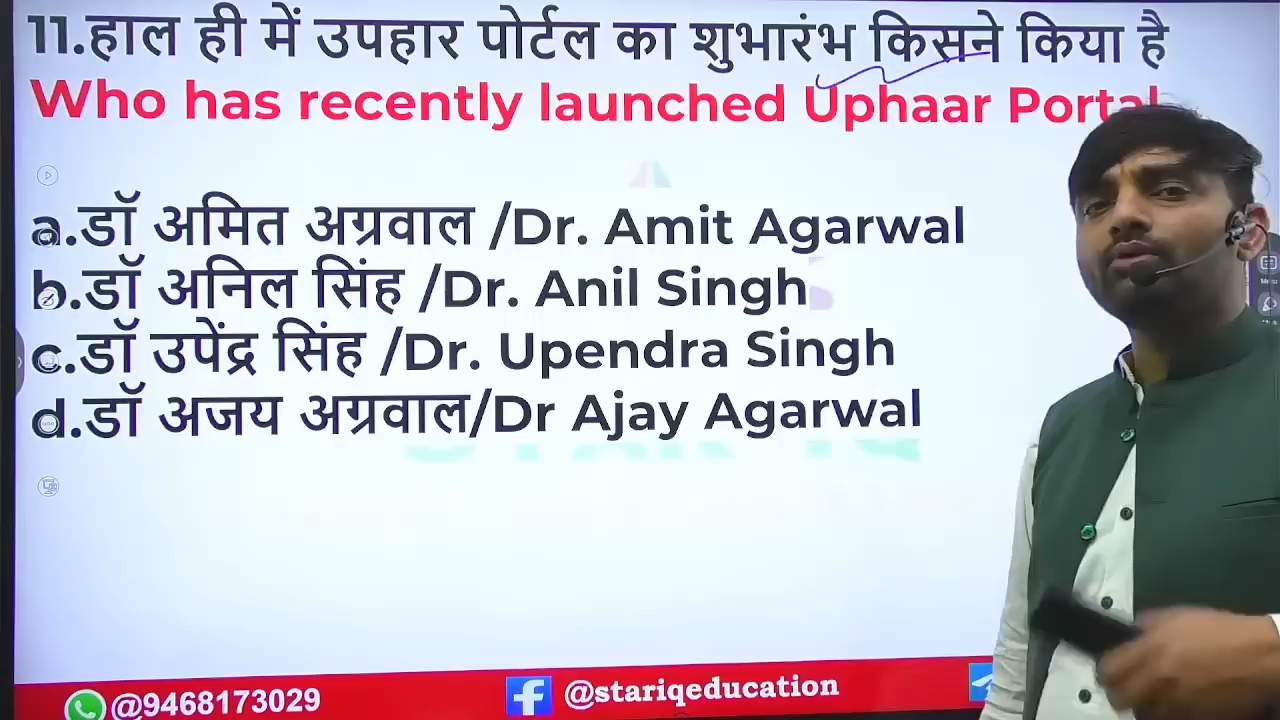 11.हाल ही में उपहार पोर्टल का शुभारंभ किसने किया है
Who has recently launched Uphaar Portal
a.डॉ अमित अग्रवाल /Dr. Amit Agarwal
b.डॉ अनिल सिंह /Dr. Anil Singh
c.डॉ उपेंद्र सिंह /Dr. Upendra Singh
d.डॉ अजय अग्रवाल/Dr Ajay Agarwal
@9468173029
@stariqeducation